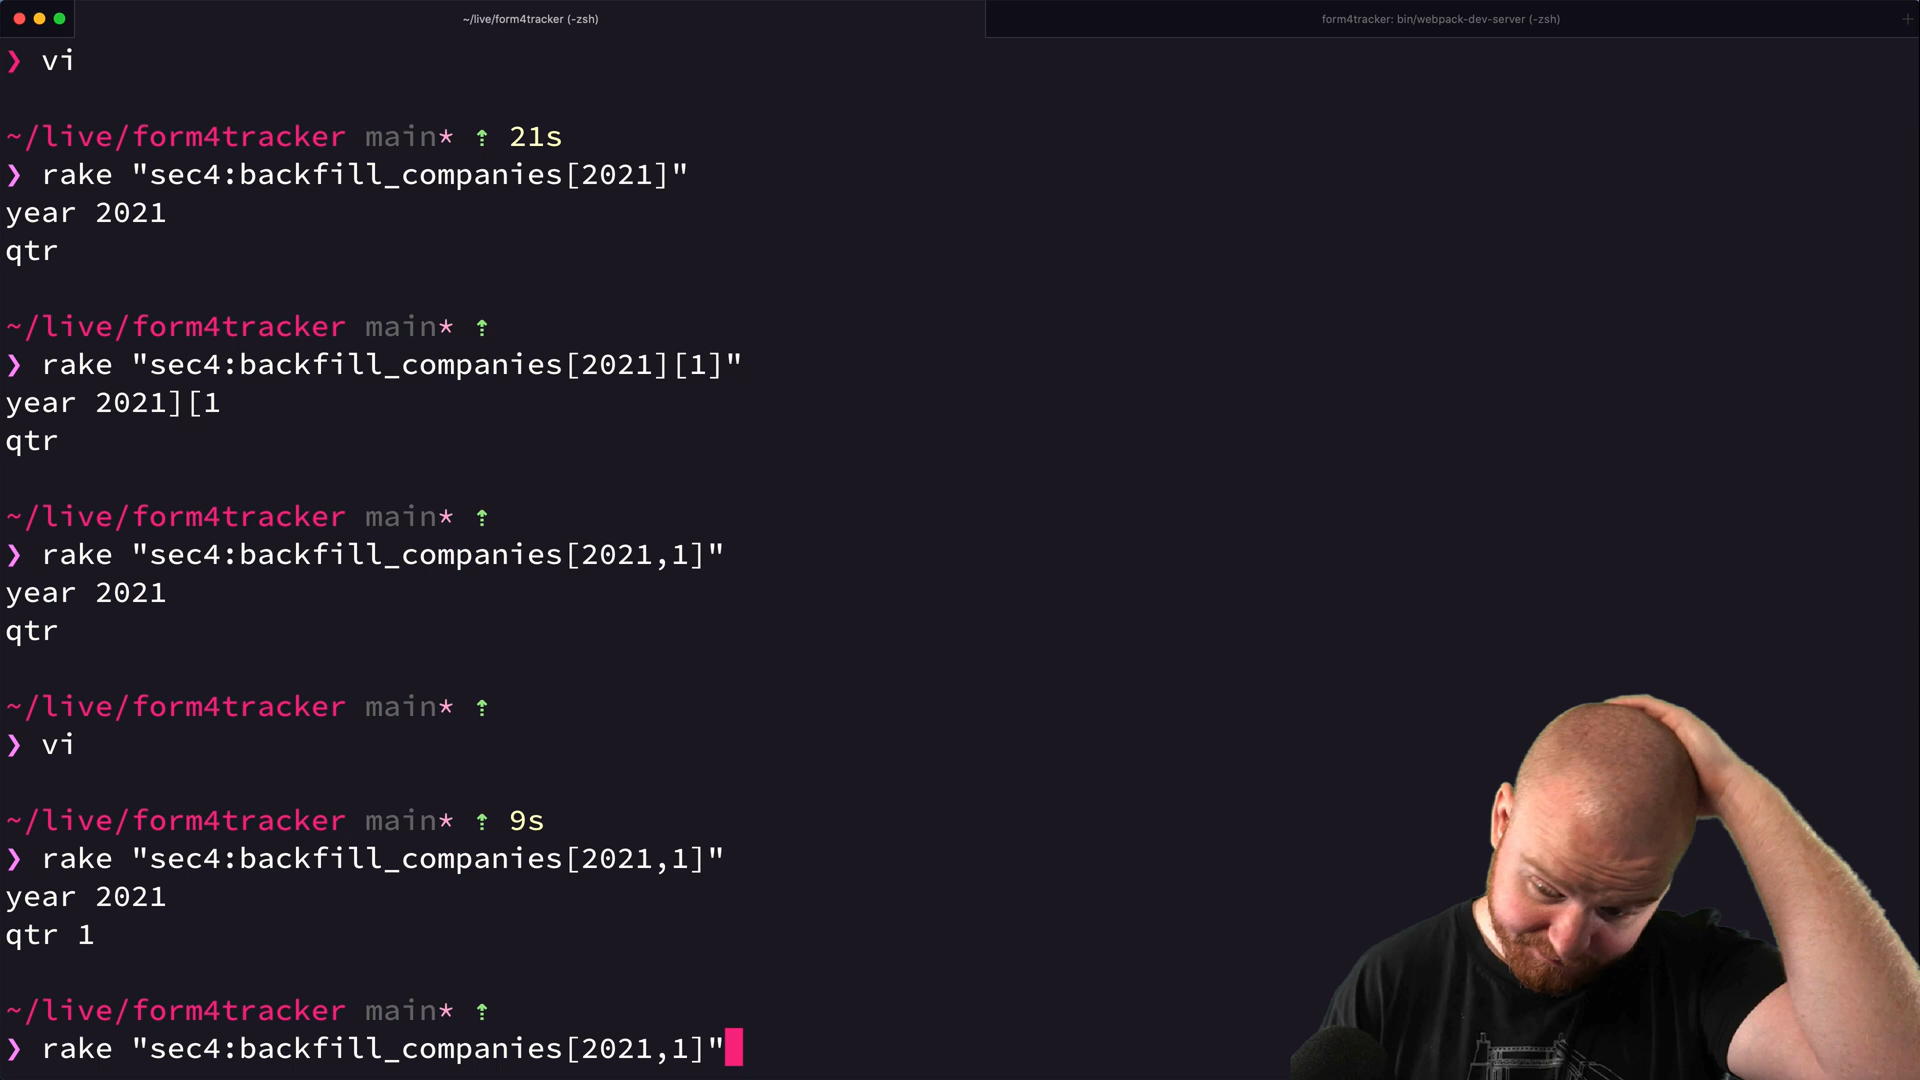 ~/live/form4tracker (-zsh)
form4tracker: bin/webpack-dev-server (-zsh)
❯ vi
~/live/form4tracker main* ⇡ 21s
❯ rake "sec4:backfill_companies[2021]"
year 2021
qtr
~/live/form4tracker main* ⇡
❯ rake "sec4:backfill_companies[2021][1]"
year 2021][1
qtr
~/live/form4tracker main* ⇡
❯ rake "sec4:backfill_companies[2021,1]"
year 2021
qtr
~/live/form4tracker main* ⇡
❯ vi
~/live/form4tracker main* ⇡ 9s
❯ rake "sec4:backfill_companies[2021,1]"
year 2021
qtr 1
~/live/form4tracker main* ⇡
❯ rake "sec4:backfill_companies[2021,1]"